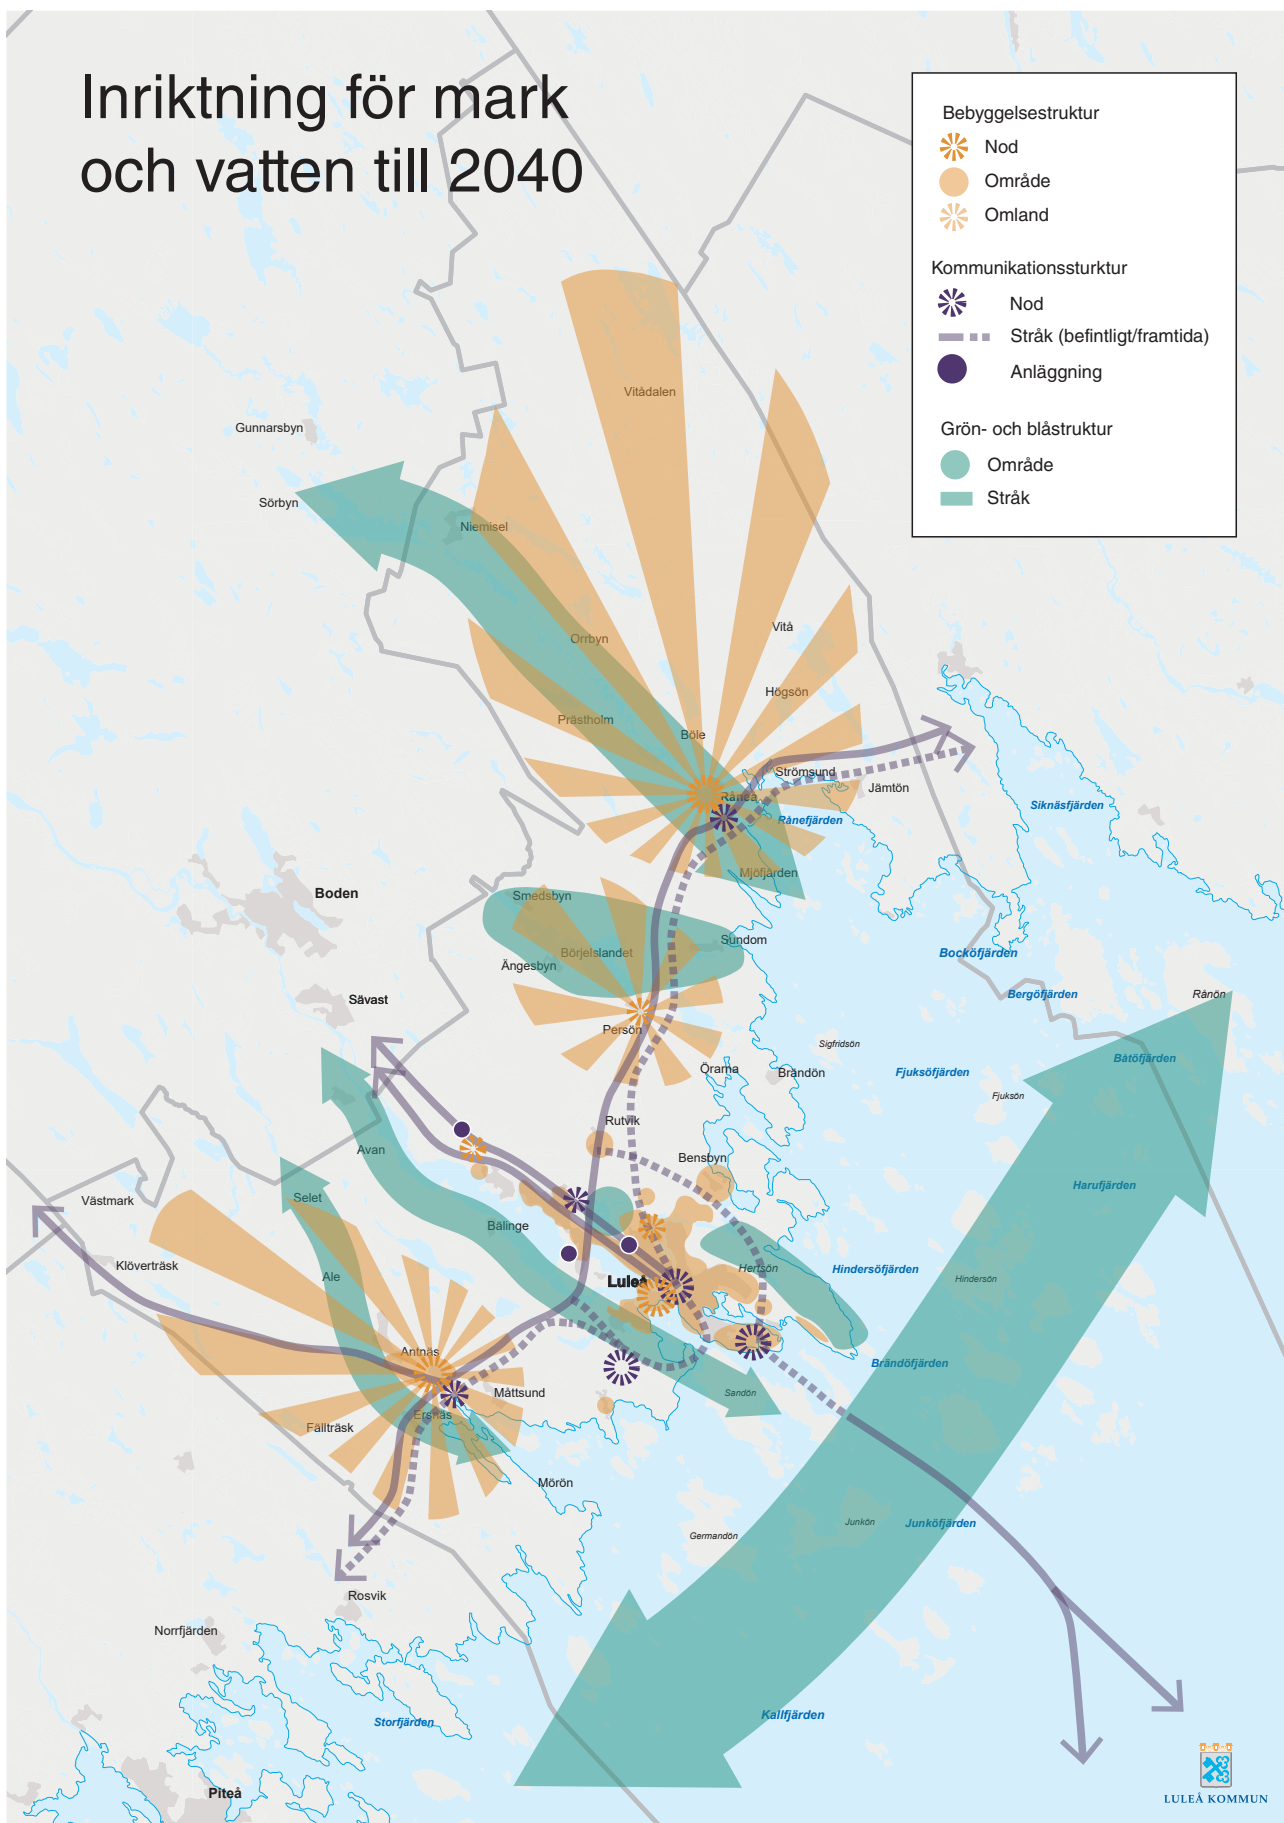 Inriktning för mark
och vatten till 2040
Bebyggelsestruktur
Nod
Område
Omland
Kommunikationssturktur
Nod
Stråk (befintligt/framtida)
Anläggning
Grön- och blåstruktur
Område
Stråk
Vitådalen
Gunnarsbyn
Sörbyn
Niemisel
Orrbyn
Vitå
Högsön
Prästholm
Böle
Strömsund
Jämtön
Råneå
Rånefjärden
Siknäsfjärden
Mjöfjärden
Boden
Smedsbyn
Börjelslandet
Sundom
Ängesbyn
Bocköfjärden
Bergöfjärden
Rånön
Sävast
Persön
Sigfridsön
Båtöfjärden
Örarna
Brändön
Fjuksöfjärden
Fjuksön
Rutvik
Avan
Bensbyn
Harufjärden
Västmark
Selet
Bälinge
Klöverträsk
Ale
Luleå
Hertsön
Hindersöfjärden
Hindersön
Antnäs
Brändöfjärden
Måttsund
Sandön
Ersnäs
Fällträsk
Mörön
Germandön
Junkön
Junköfjärden
Rosvik
Norrfjärden
Storfjärden
Kallfjärden
Piteå
LULEÅ KOMMUN